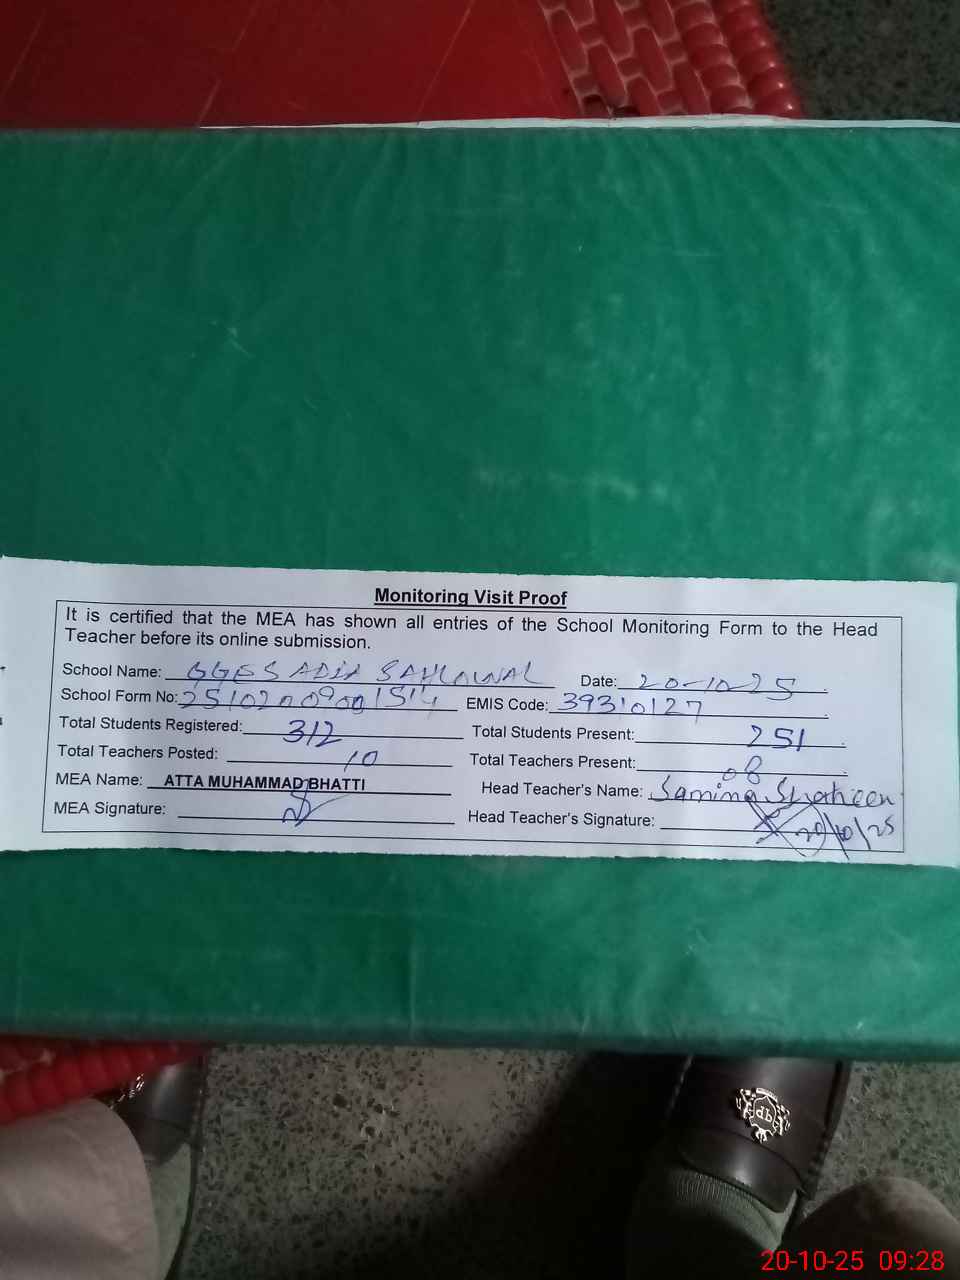 Monitoring Visit Proof
It is certified that the MEA has shown all entries of the School Monitoring Form to the Head
Teacher before its online submission.
School Name: GGES ADDA SAHOWAL Date: 20-10-25
School Form No: EMIS Code: 39310127
Total Students Registered: 312 Total Students Present: 251
Total Teachers Posted: 10 Total Teachers Present: 08
MEA Name: ATTA MUHAMMAD BHATTI Head Teacher's Name: Samina Shaheen
MEA Signature: Head Teacher's Signature: 20/10/25
20-10-25 09:28